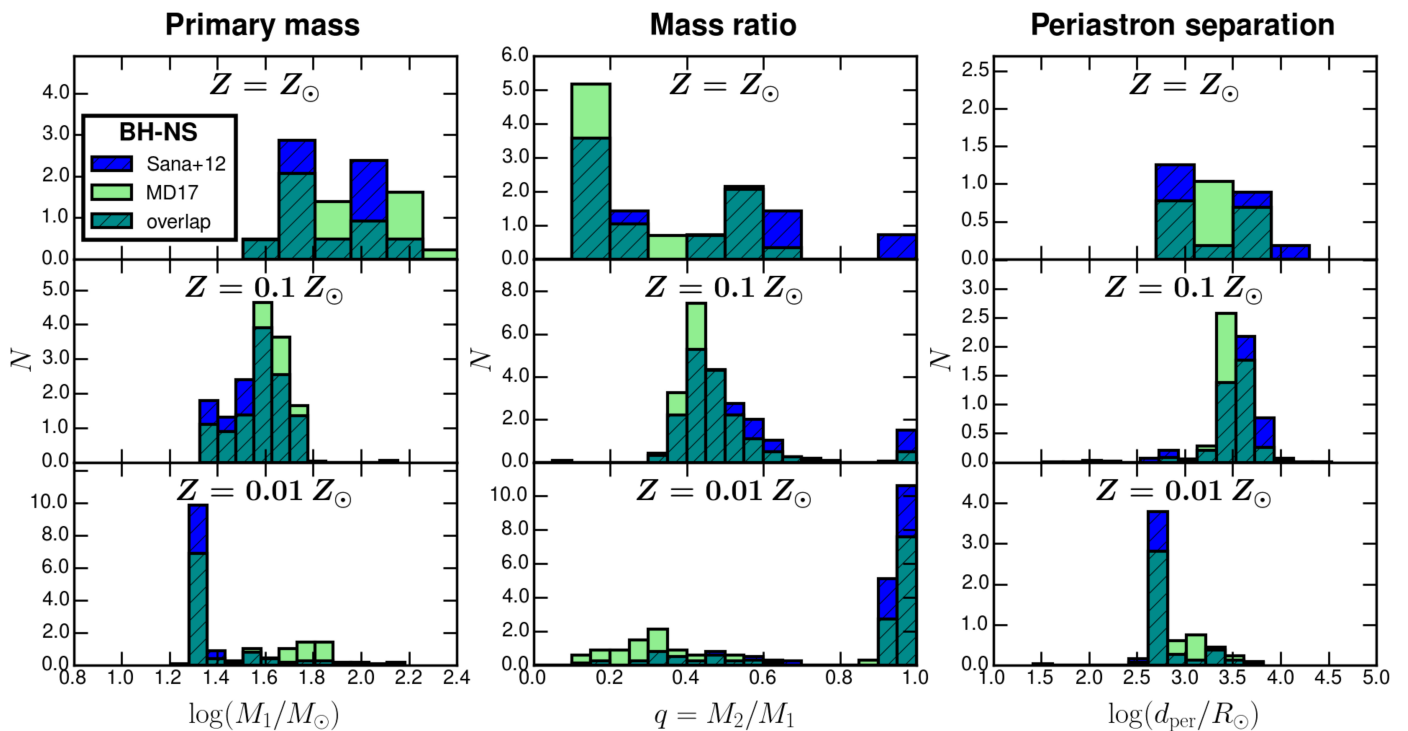 Primary mass
Mass ratio
Periastron separation
Z = Z⊙
BH-NS
Sana+12
MD17
overlap
4.0
3.0
2.0
1.0
0.0
Z = Z⊙
6.0
5.0
4.0
3.0
2.0
1.0
0.0
Z = Z⊙
2.5
2.0
1.5
1.0
0.5
0.0
N
Z = 0.1 Z⊙
5.0
4.0
3.0
2.0
1.0
0.0
N
Z = 0.1 Z⊙
8.0
6.0
4.0
2.0
0.0
N
Z = 0.1 Z⊙
3.0
2.5
2.0
1.5
1.0
0.5
0.0
Z = 0.01 Z⊙
10.0
8.0
6.0
4.0
2.0
0.0
Z = 0.01 Z⊙
10.0
8.0
6.0
4.0
2.0
0.0
Z = 0.01 Z⊙
4.0
3.0
2.0
1.0
0.0
0.8 1.0 1.2 1.4 1.6 1.8 2.0 2.2 2.4
0.0 0.2 0.4 0.6 0.8 1.0
1.0 1.5 2.0 2.5 3.0 3.5 4.0 4.5 5.0
log(M₁/M⊙)
q = M₂/M₁
log(d_per/R⊙)